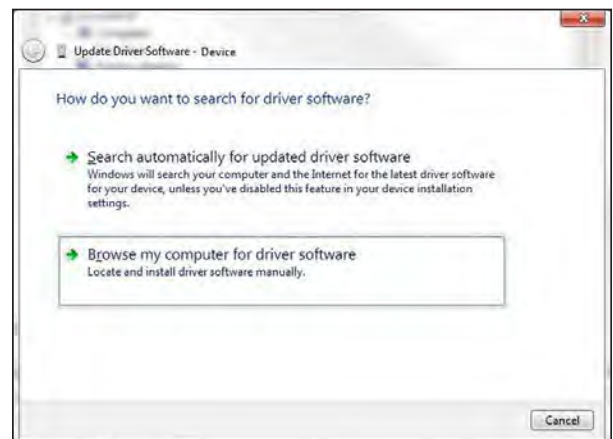 Update Driver Software - Device
How do you want to search for driver software?
Search automatically for updated driver software
Windows will search your computer and the Internet for the latest driver software
for your device, unless you've disabled this feature in your device installation
settings.
Browse my computer for driver software
Locate and install driver software manually.
Cancel